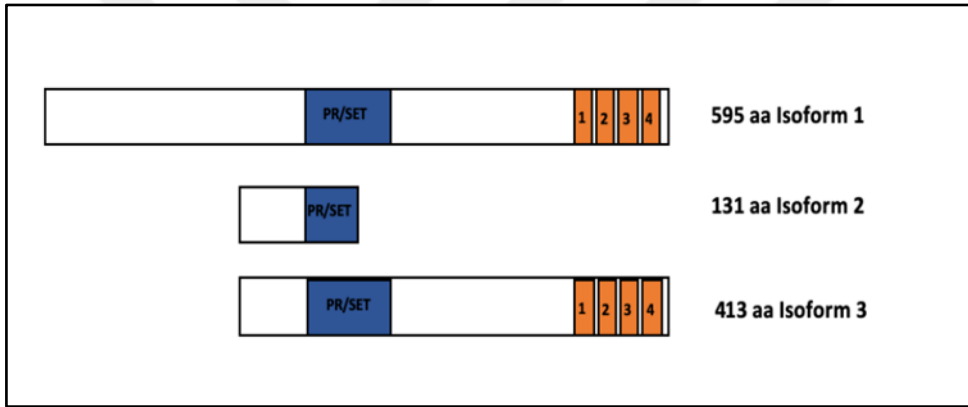 PR/SET 1 2 3 4 595 aa Isoform 1
PR/SET 131 aa Isoform 2
PR/SET 1 2 3 4 413 aa Isoform 3